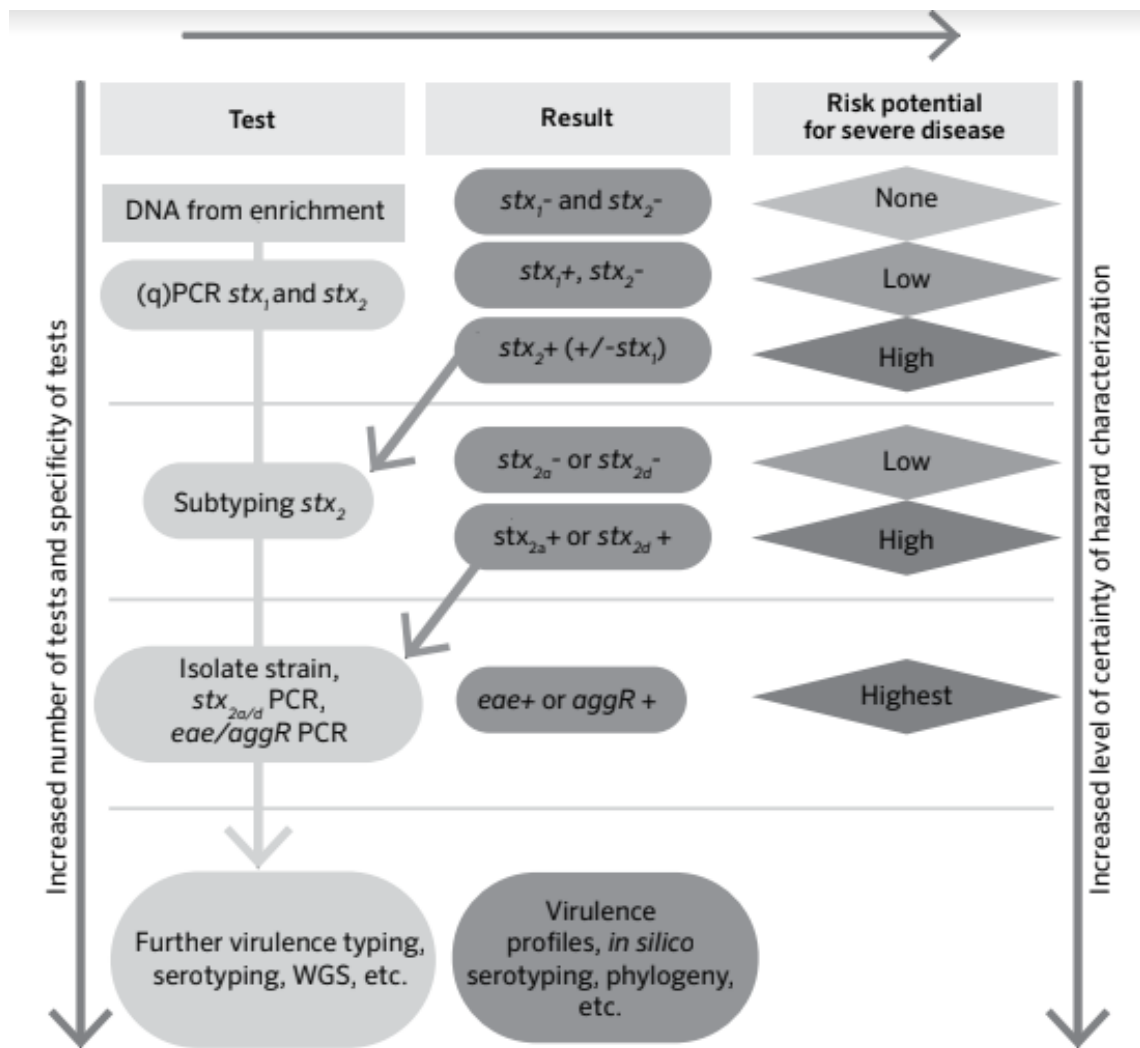 Test
Result
Risk potential
for severe disease
DNA from enrichment
stx₁- and stx₂-
None
(q)PCR stx₁ and stx₂
stx₁+, stx₂-
Low
stx₂+ (+/-stx₁)
High
Subtyping stx₂
stx₂ₐ- or stx₂d-
Low
stx₂ₐ+ or stx₂d +
High
Isolate strain,
stx₂a/d PCR,
eae/aggR PCR
eae+ or aggR +
Highest
Further virulence typing,
serotyping, WGS, etc.
Virulence
profiles, in silico
serotyping, phylogeny,
etc.
Increased number of tests and specificity of tests
Increased level of certainty of hazard characterization